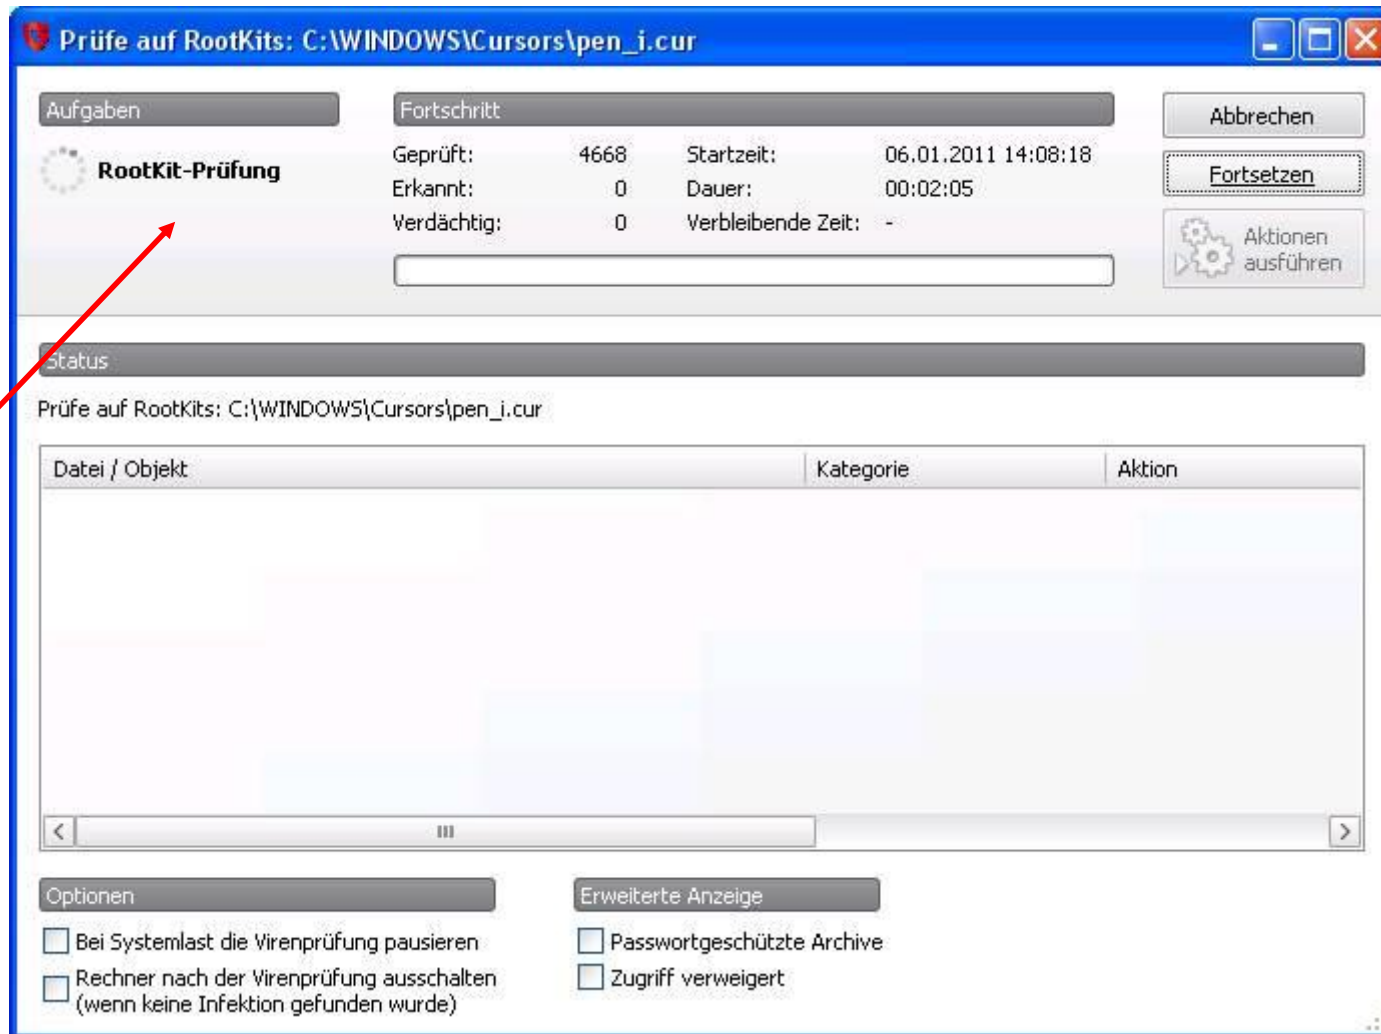 Prüfe auf RootKits: C:\WINDOWS\Cursors\pen_i.cur
Aufgaben
RootKit-Prüfung
Fortschritt
Geprüft: 4668 Startzeit: 06.01.2011 14:08:18
Erkannt: 0 Dauer: 00:02:05
Verdächtig: 0 Verbleibende Zeit: -
Abbrechen
Fortsetzen
Aktionen
ausführen
Status
Prüfe auf RootKits: C:\WINDOWS\Cursors\pen_i.cur
Datei / Objekt Kategorie Aktion
Optionen
Bei Systemlast die Virenprüfung pausieren
Rechner nach der Virenprüfung ausschalten
(wenn keine Infektion gefunden wurde)
Erweiterte Anzeige
Passwortgeschützte Archive
Zugriff verweigert